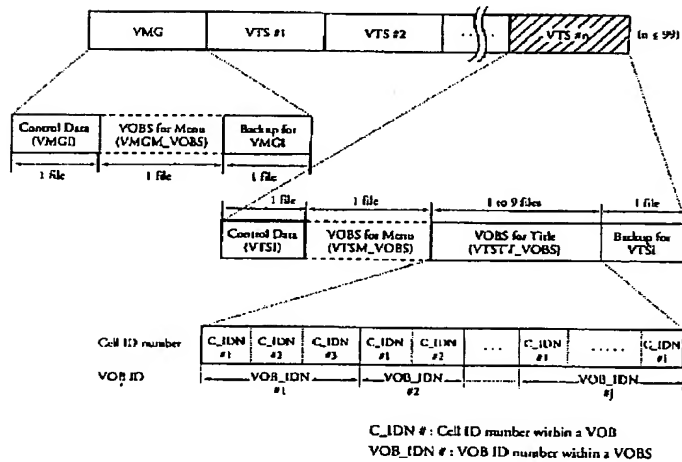 VMG VTS #1 VTS #2 ..... VTS #n (n ≤ 99)
Control Data (VMGI) VOBS for Menu (VMGM_VOBS) Backup for VMGI
1 file 1 file 1 file
1 file 1 file 1 to 9 files 1 file
Control Data (VTSI) VOBS for Menu (VTSM_VOBS) VOBS for Title (VTSTT_VOBS) Backup for VTSI
Cell ID number C_IDN #1 C_IDN #2 C_IDN #3 C_IDN #1 C_IDN #2 ... C_IDN #1 ..... C_IDN #1
VOB ID VOB_IDN #1 VOB_IDN #2 VOB_IDN #j
C_IDN # : Cell ID number within a VOB
VOB_IDN # : VOB ID number within a VOBS